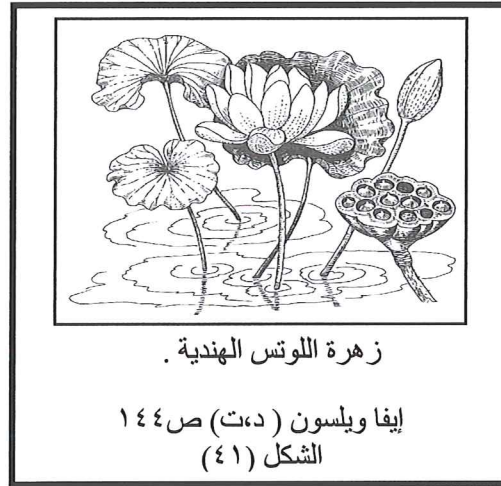 زهرة اللوتس الهندية .
إيفا ويلسون ( د،ت) ص١٤٤
الشكل (٤١)